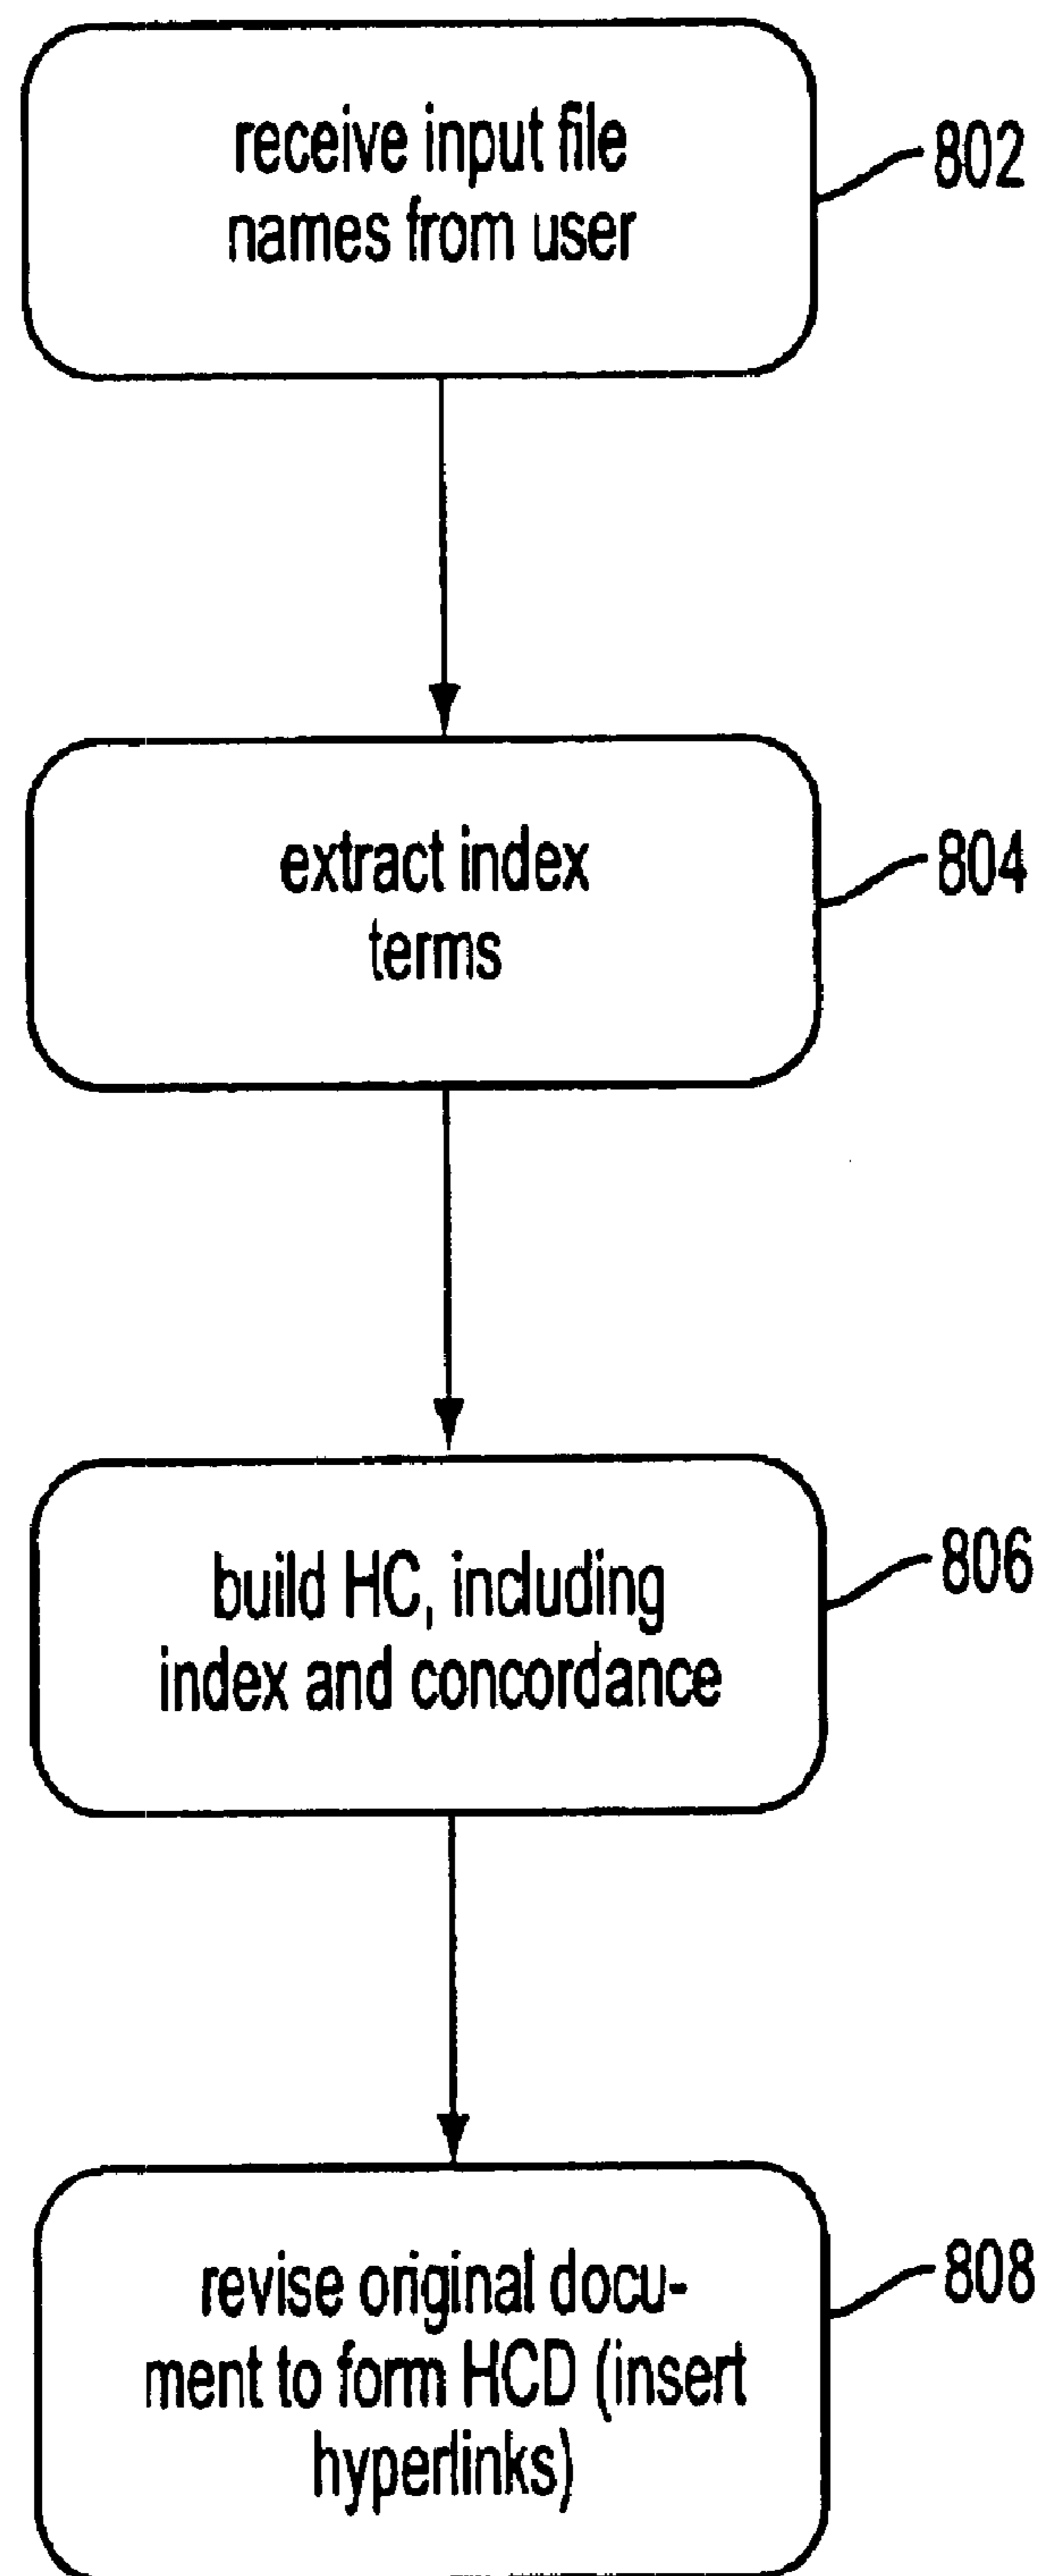 receive input file
names from user
802
extract index
terms
804
build HC, including
index and concordance
806
revise original docu-
ment to form HCD (insert
hyperlinks)
808